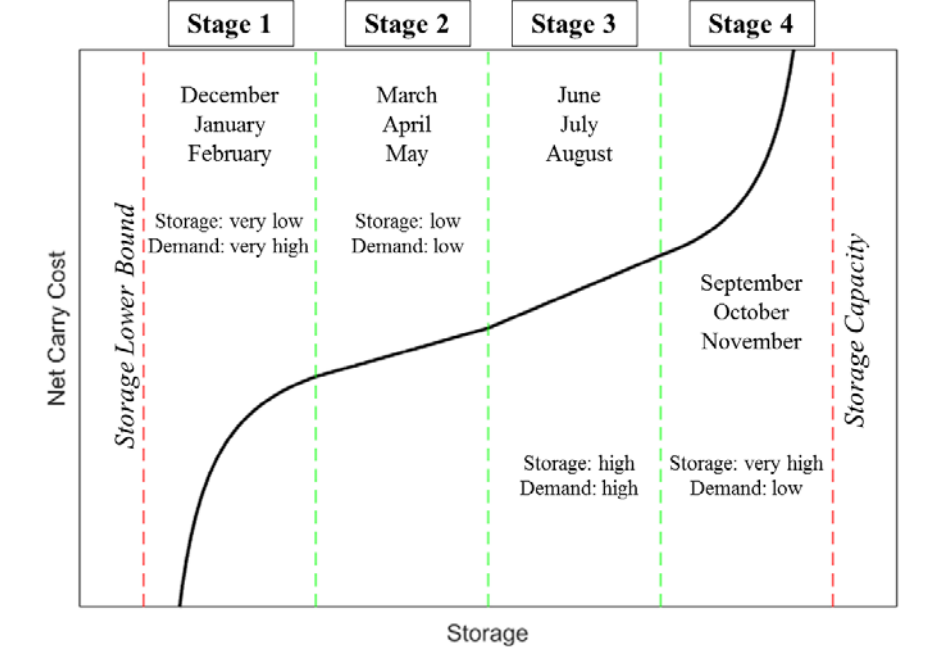 Stage 1
Stage 2
Stage 3
Stage 4
December
January
February
March
April
May
June
July
August
Storage: very low
Demand: very high
Storage: low
Demand: low
September
October
November
Storage: high
Demand: high
Storage: very high
Demand: low
Storage Lower Bound
Storage Capacity
Net Carry Cost
Storage